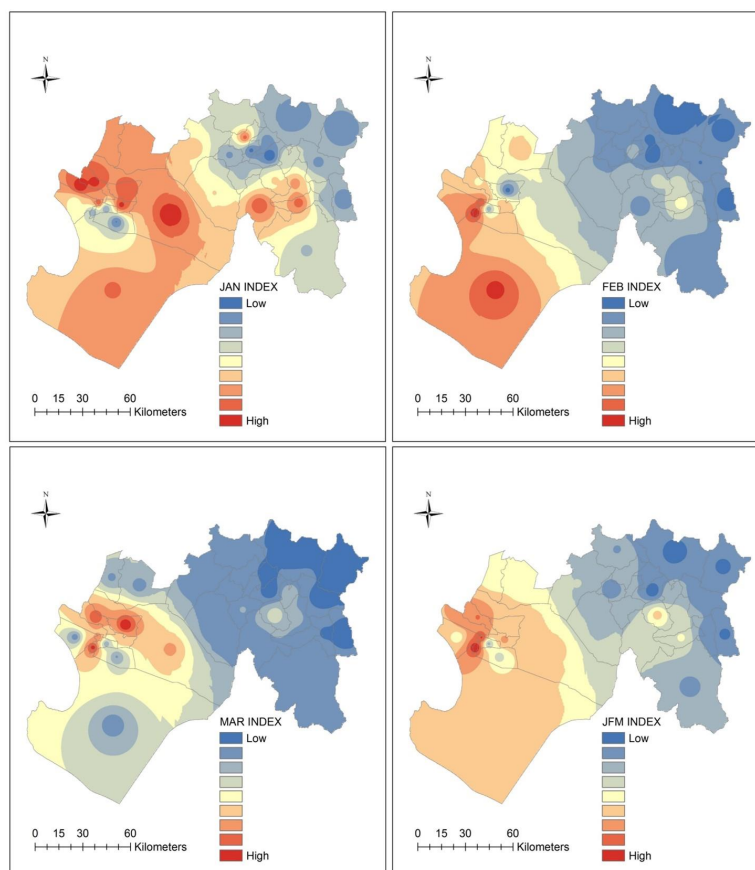 N
JAN INDEX
Low
High
0 15 30 60
Kilometers
N
FEB INDEX
Low
High
0 15 30 60
Kilometers
N
MAR INDEX
Low
High
0 15 30 60
Kilometers
N
JFM INDEX
Low
High
0 15 30 60
Kilometers